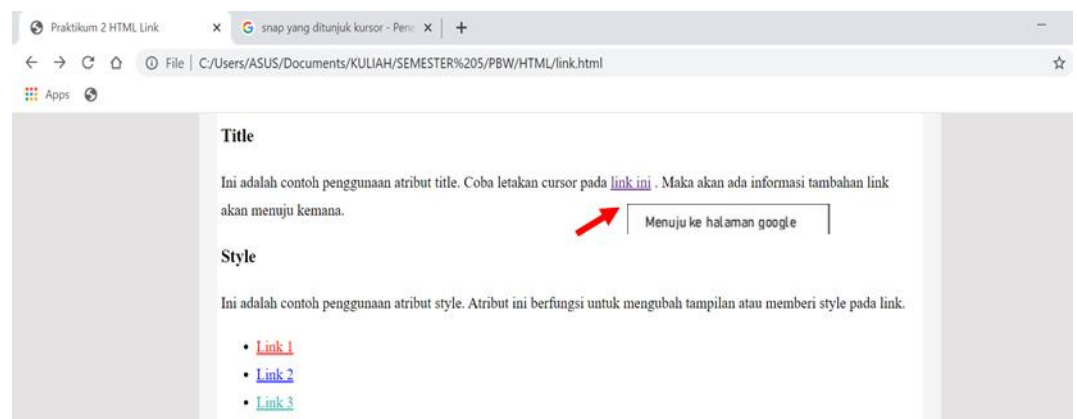 Praktikum 2 HTML Link
snap yang ditunjuk kursor - Pene
File
C:/Users/ASUS/Documents/KULIAH/SEMESTER%205/PBW/HTML/link.html
Apps
Title
Ini adalah contoh penggunaan atribut title. Coba letakan cursor pada link ini . Maka akan ada informasi tambahan link
akan menuju kemana.
Menuju ke halaman google
Style
Ini adalah contoh penggunaan atribut style. Atribut ini berfungsi untuk mengubah tampilan atau memberi style pada link.
• Link 1
• Link 2
• Link 3